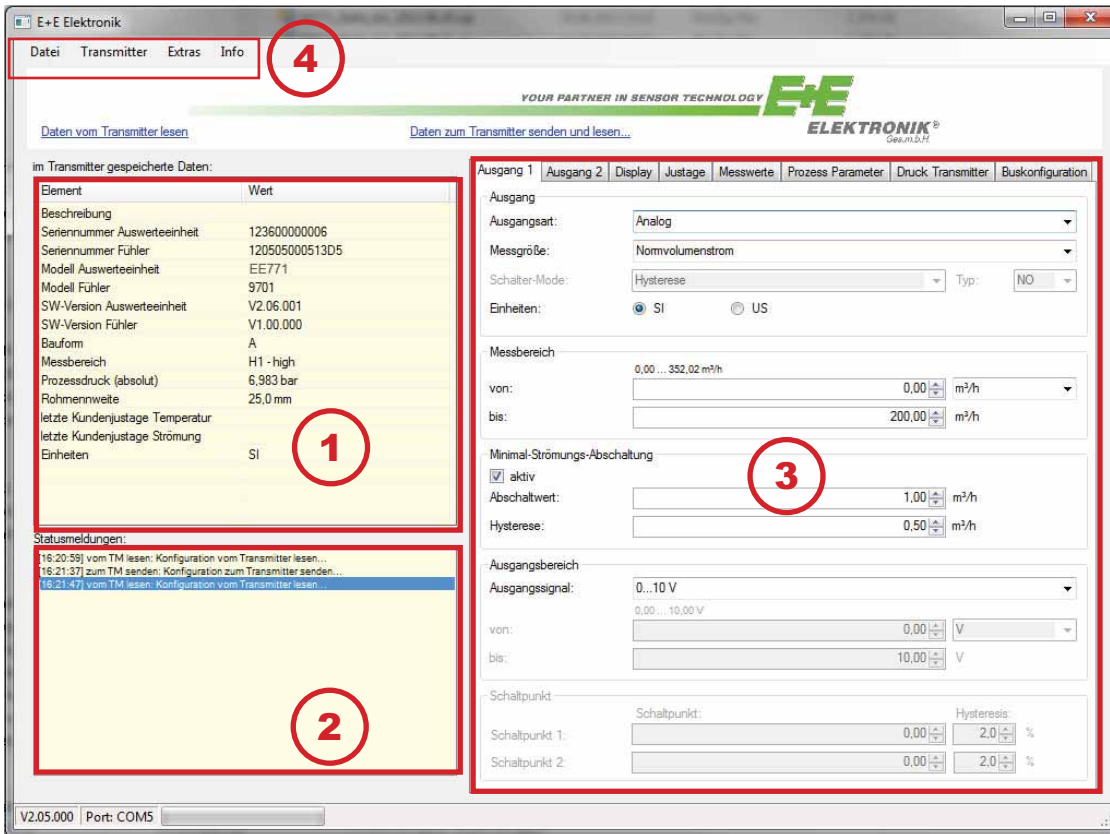 E+E Elektronik
Datei Transmitter Extras Info
4
YOUR PARTNER IN SENSOR TECHNOLOGY
E+E
ELEKTRONIK®
Ges.m.b.H.
Daten vom Transmitter lesen
Daten zum Transmitter senden und lesen...
im Transmitter gespeicherte Daten:
Element Wert
Beschreibung
Seriennummer Auswerteeinheit 123600000006
Seriennummer Fühler 120505000513D5
Modell Auswerteeinheit EE771
Modell Fühler 9701
SW-Version Auswerteeinheit V2.06.001
SW-Version Fühler V1.00.000
Bauform A
Messbereich H1 - high
Prozessdruck (absolut) 6,983 bar
Rohrnennweite 25,0 mm
letzte Kundenjustage Temperatur
letzte Kundenjustage Strömung
Einheiten SI
1
Statusmeldungen:
[16:20:59] vom TM lesen: Konfiguration vom Transmitter lesen...
[16:21:37] zum TM senden: Konfiguration zum Transmitter senden...
[16:21:47] vom TM lesen: Konfiguration vom Transmitter lesen...
2
Ausgang 1 Ausgang 2 Display Justage Messwerte Prozess Parameter Druck Transmitter Buskonfiguration
Ausgang
Ausgangsart: Analog
Messgröße: Normvolumenstrom
Schalter-Mode: Hysterese Typ: NO
Einheiten: SI US
Messbereich
0,00 ... 352,02 m³/h
von: 0,00 m³/h
bis: 200,00 m³/h
Minimal-Strömungs-Abschaltung
aktiv
Abschaltwert: 1,00 m³/h
Hysterese: 0,50 m³/h
3
Ausgangsbereich
Ausgangssignal: 0...10 V
0,00 ... 10,00 V
von: 0,00 V
bis: 10,00 V
Schaltpunkt
Schaltpunkt: Hysteresis:
Schaltpunkt 1: 0,00 2,0 %
Schaltpunkt 2 0,00 2,0 %
V2.05.000 Port: COM5